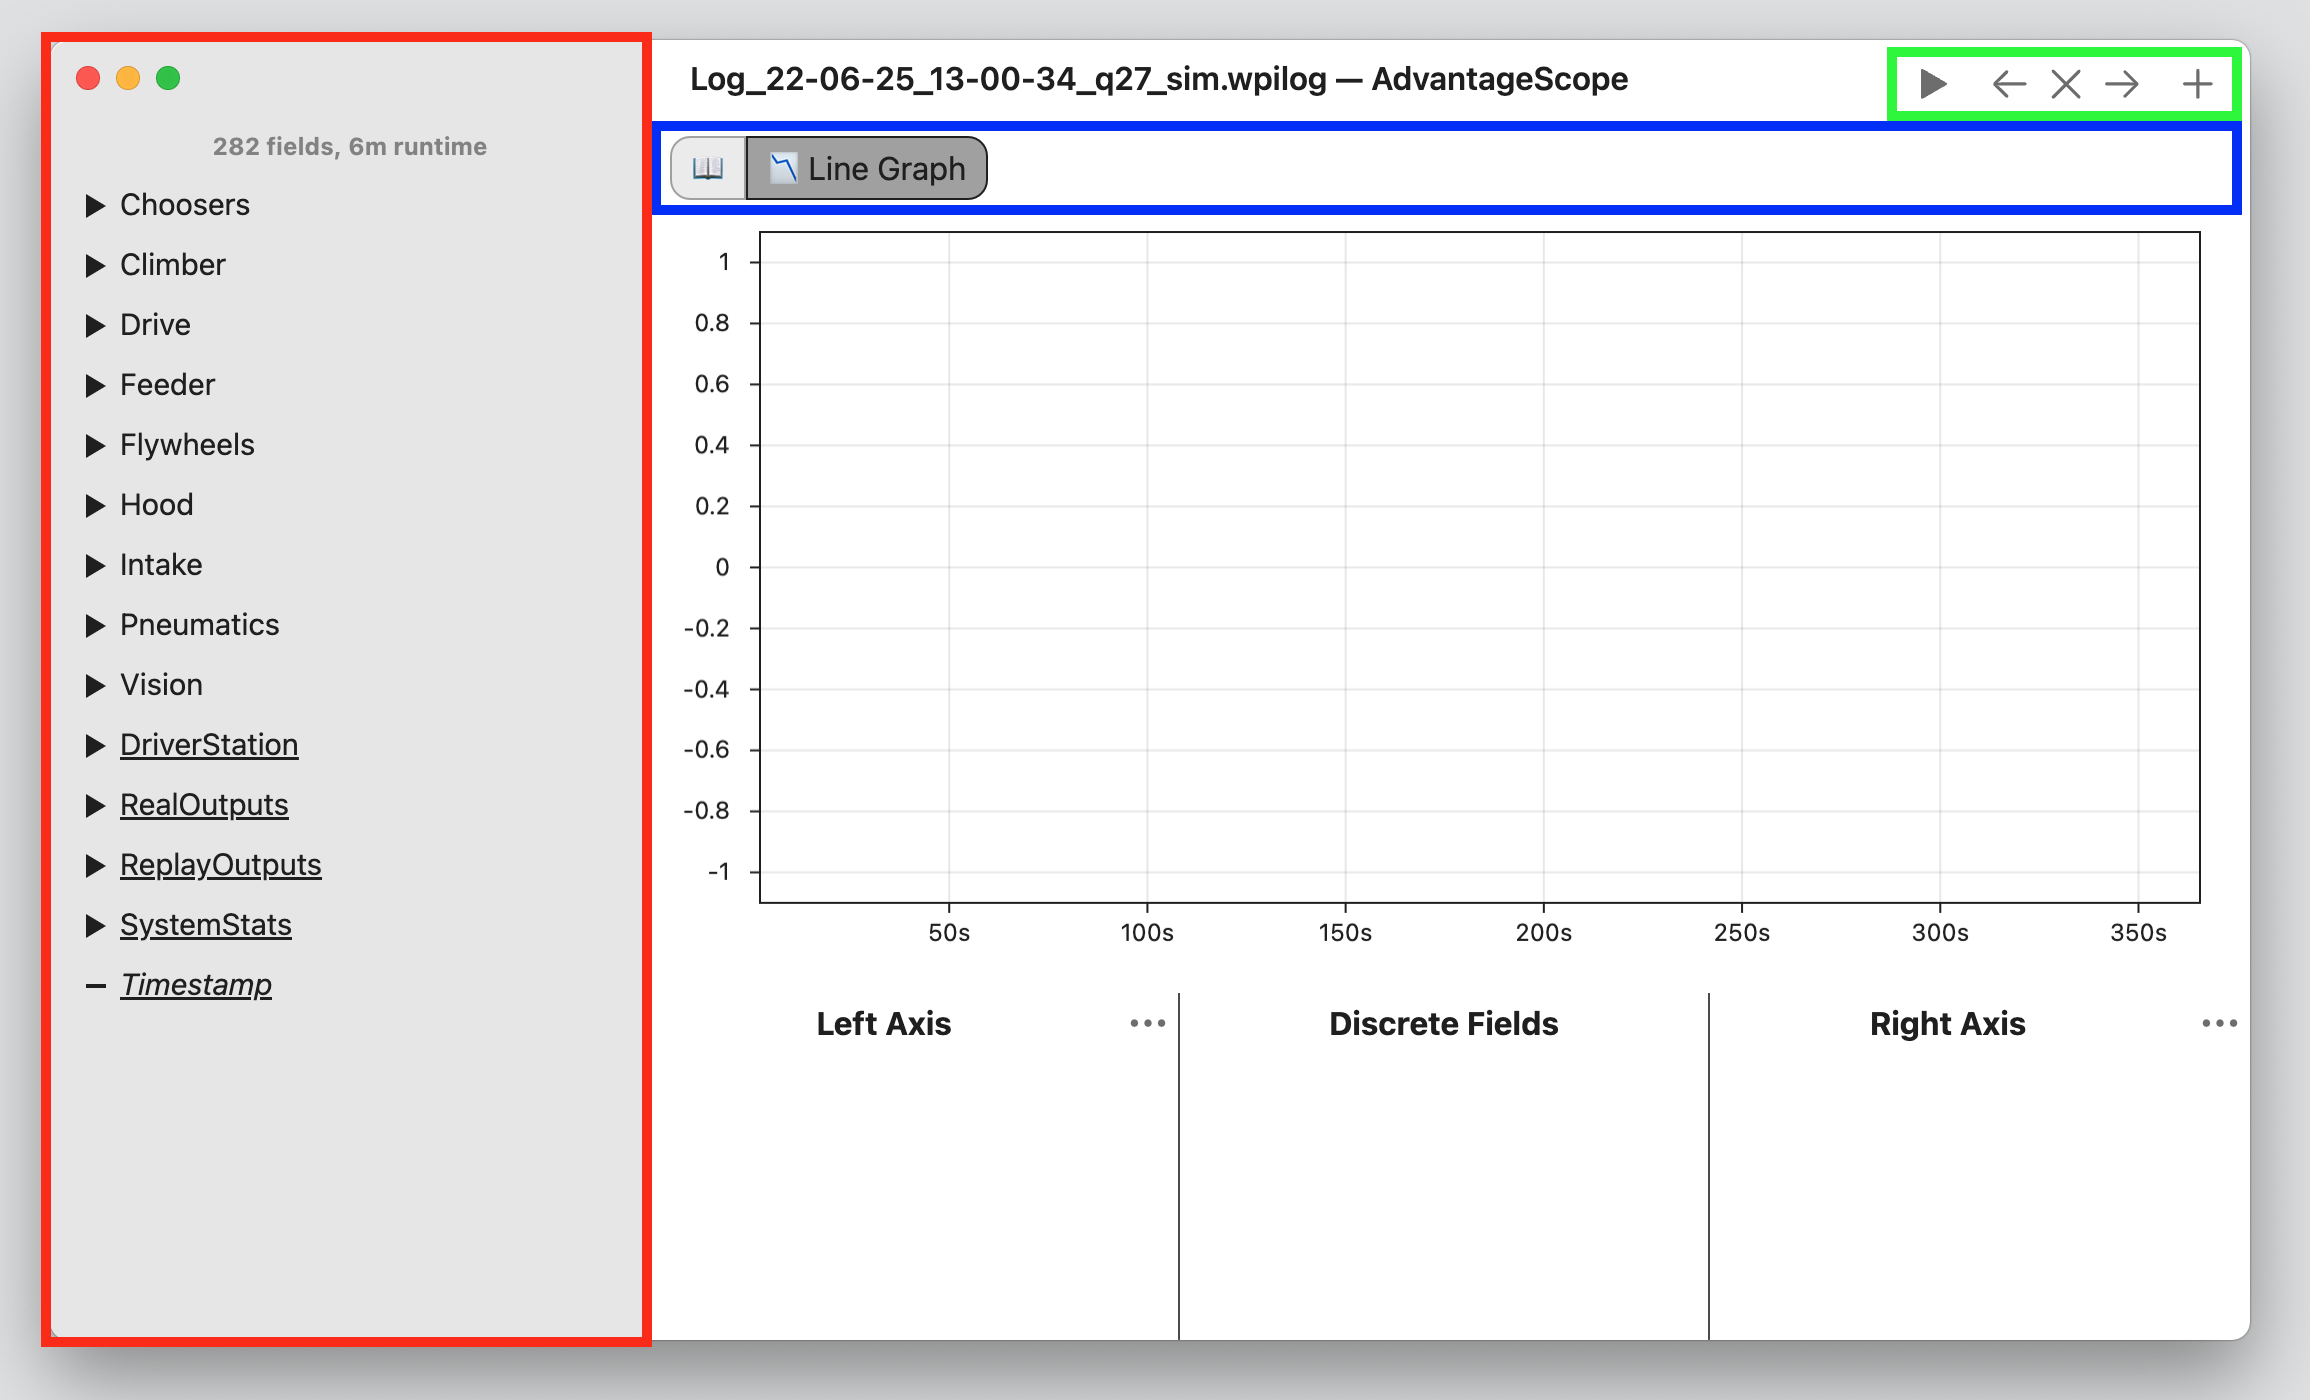 Log_22-06-25_13-00-34_q27_sim.wpilog — AdvantageScope
282 fields, 6m runtime
Choosers
Climber
Drive
Feeder
Flywheels
Hood
Intake
Pneumatics
Vision
DriverStation
RealOutputs
ReplayOutputs
SystemStats
Timestamp
Line Graph
1
0.8
0.6
0.4
0.2
0
-0.2
-0.4
-0.6
-0.8
-1
50s 100s 150s 200s 250s 300s 350s
Left Axis ••• Discrete Fields Right Axis •••